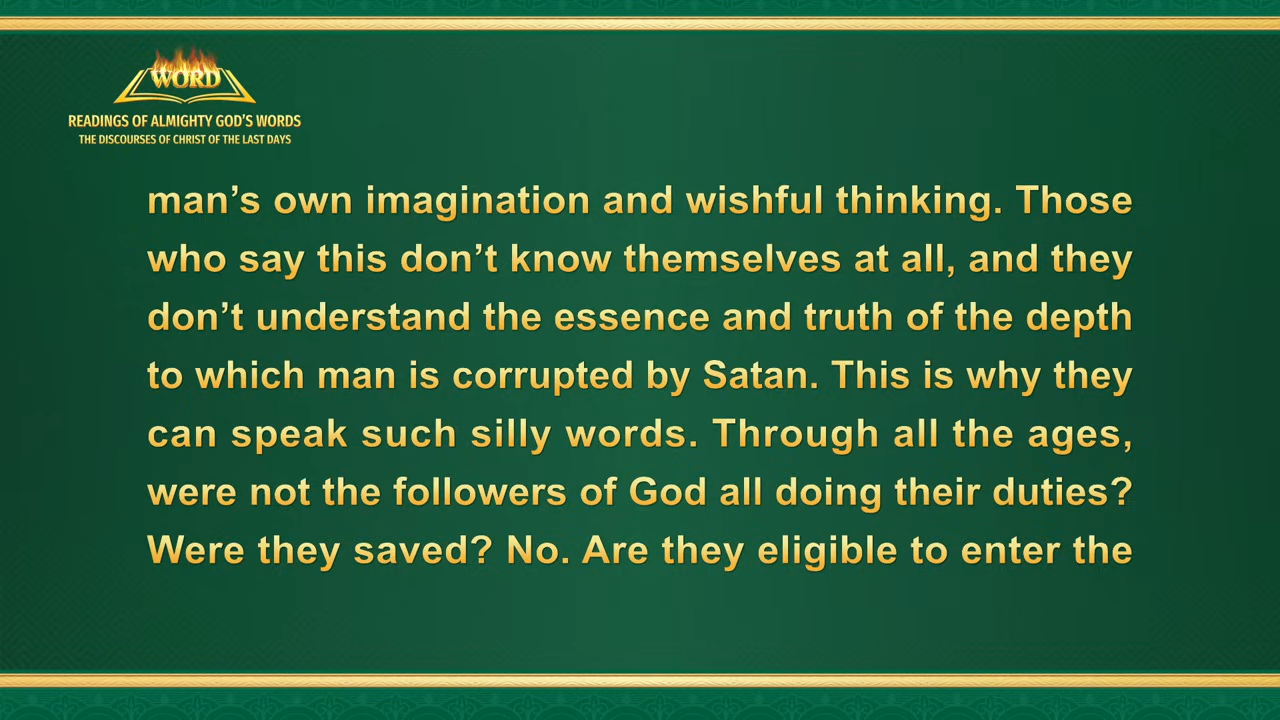 WORD
READINGS OF ALMIGHTY GOD'S WORDS
THE DISCOURSES OF CHRIST OF THE LAST DAYS
man’s own imagination and wishful thinking. Those
who say this don’t know themselves at all, and they
don’t understand the essence and truth of the depth
to which man is corrupted by Satan. This is why they
can speak such silly words. Through all the ages,
were not the followers of God all doing their duties?
Were they saved? No. Are they eligible to enter the